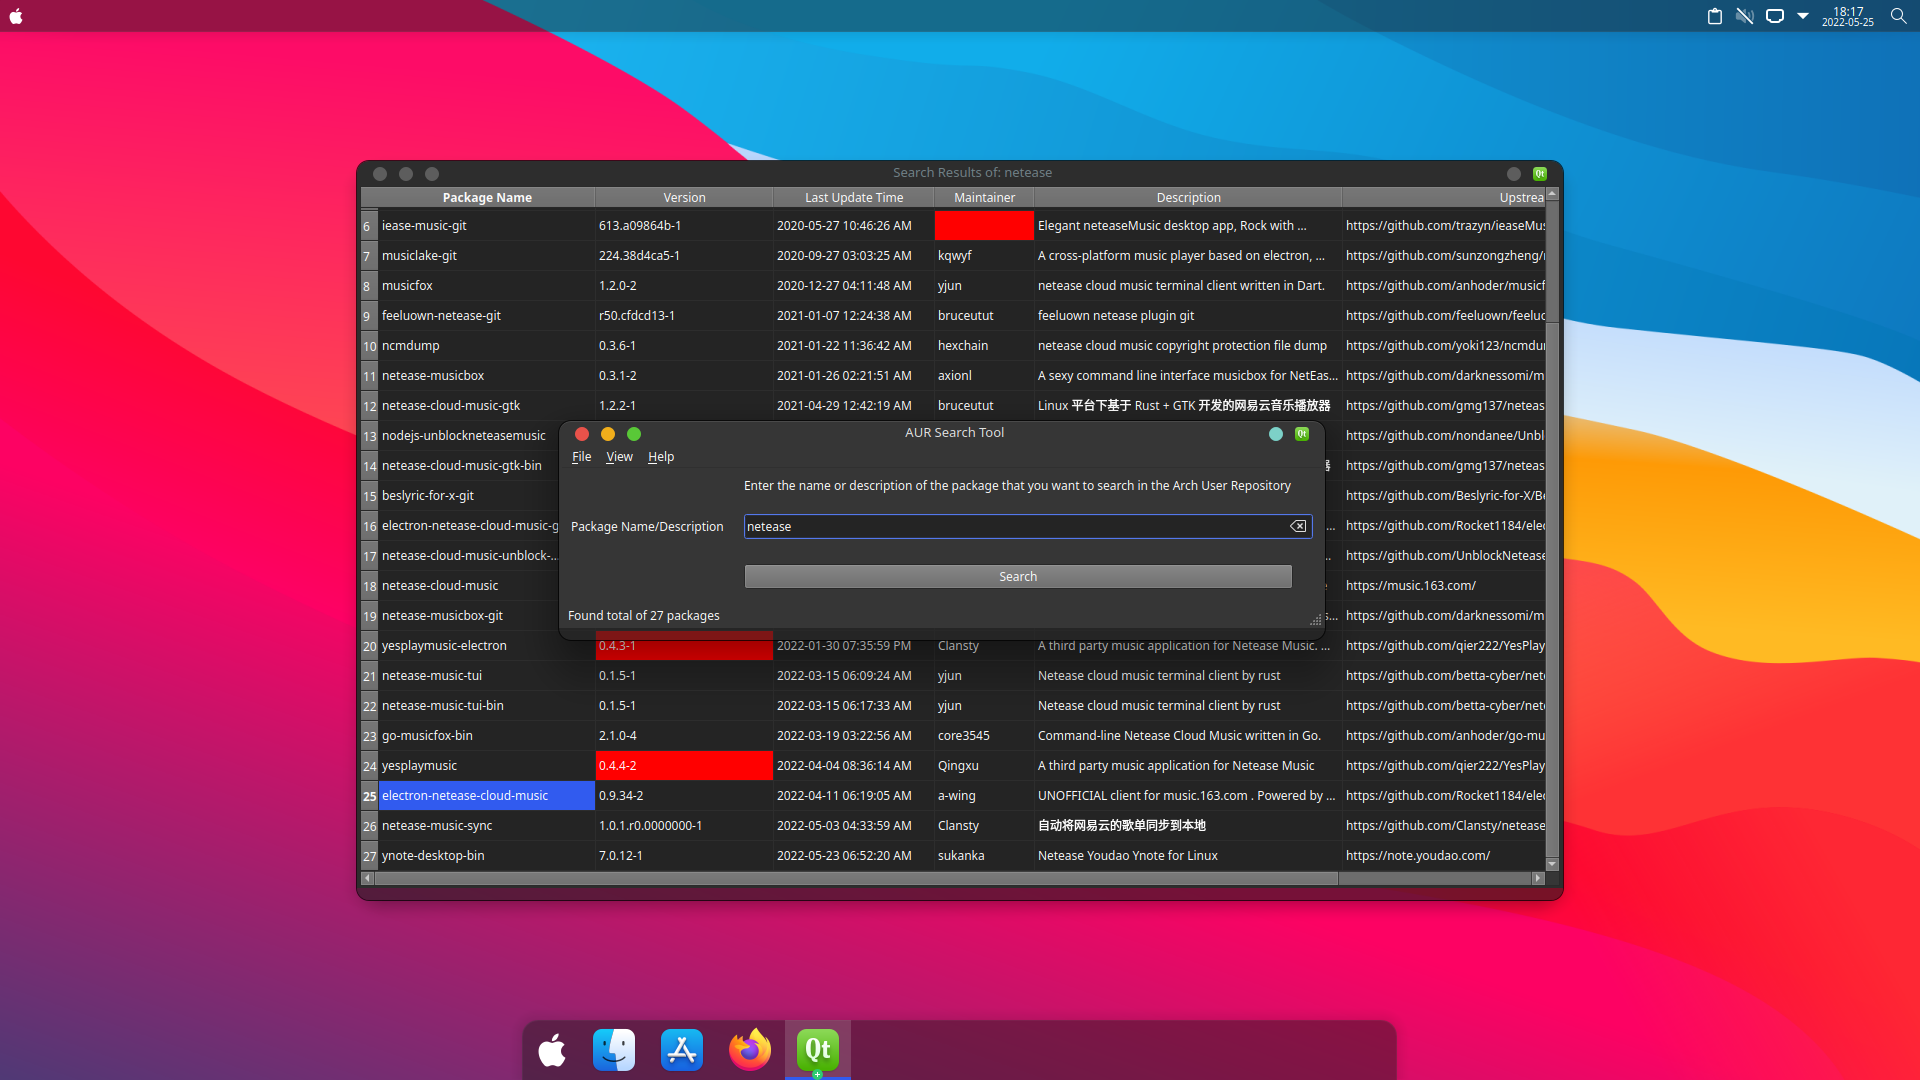 18:17
2022-05-25
Search Results of: netease
Package Name Version Last Update Time Maintainer Description Upstrea
6 iease-music-git 613.a09864b-1 2020-05-27 10:46:26 AM Elegant neteaseMusic desktop app, Rock with ... https://github.com/trazyn/ieaseMus
7 musiclake-git 224.38d4ca5-1 2020-09-27 03:03:25 AM kqwyf A cross-platform music player based on electron, ... https://github.com/sunzongzheng/
8 musicfox 1.2.0-2 2020-12-27 04:11:48 AM yjun netease cloud music terminal client written in Dart. https://github.com/anhoder/musicf
9 feeluown-netease-git r50.cfdcd13-1 2021-01-07 12:24:38 AM bruceutut feeluown netease plugin git https://github.com/feeluown/feeluo
10 ncmdump 0.3.6-1 2021-01-22 11:36:42 AM hexchain netease cloud music copyright protection file dump https://github.com/yoki123/ncmdu
11 netease-musicbox 0.3.1-2 2021-01-26 02:21:51 AM axionl A sexy command line interface musicbox for NetEas... https://github.com/darknessomi/m
12 netease-cloud-music-gtk 1.2.2-1 2021-04-29 12:42:19 AM bruceutut Linux 平台下基于 Rust + GTK 开发的网易云音乐播放器 https://github.com/gmg137/neteas
13 nodejs-unblockneteasemusic https://github.com/nondanee/Unbl
14 netease-cloud-music-gtk-bin https://github.com/gmg137/neteas
15 beslyric-for-x-git https://github.com/Beslyric-for-X/Be
16 electron-netease-cloud-music-g ... https://github.com/Rocket1184/elec
17 netease-cloud-music-unblock-... https://github.com/UnblockNetease
18 netease-cloud-music https://music.163.com/
19 netease-musicbox-git s... https://github.com/darknessomi/m
AUR Search Tool
File View Help
Enter the name or description of the package that you want to search in the Arch User Repository
Package Name/Description netease
Search
Found total of 27 packages
20 yesplaymusic-electron 0.4.3-1 2022-01-30 07:35:59 PM Clansty A third party music application for Netease Music. ... https://github.com/qier222/YesPlay
21 netease-music-tui 0.1.5-1 2022-03-15 06:09:24 AM yjun Netease cloud music terminal client by rust https://github.com/betta-cyber/net
22 netease-music-tui-bin 0.1.5-1 2022-03-15 06:17:33 AM yjun Netease cloud music terminal client by rust https://github.com/betta-cyber/net
23 go-musicfox-bin 2.1.0-4 2022-03-19 03:22:56 AM core3545 Command-line Netease Cloud Music written in Go. https://github.com/anhoder/go-mu
24 yesplaymusic 0.4.4-2 2022-04-04 08:36:14 AM Qingxu A third party music application for Netease Music https://github.com/qier222/YesPlay
25 electron-netease-cloud-music 0.9.34-2 2022-04-11 06:19:05 AM a-wing UNOFFICIAL client for music.163.com . Powered by ... https://github.com/Rocket1184/elec
26 netease-music-sync 1.0.1.r0.0000000-1 2022-05-03 04:33:59 AM Clansty 自动将网易云的歌单同步到本地 https://github.com/Clansty/netease
27 ynote-desktop-bin 7.0.12-1 2022-05-23 06:52:20 AM sukanka Netease Youdao Ynote for Linux https://note.youdao.com/
Qt